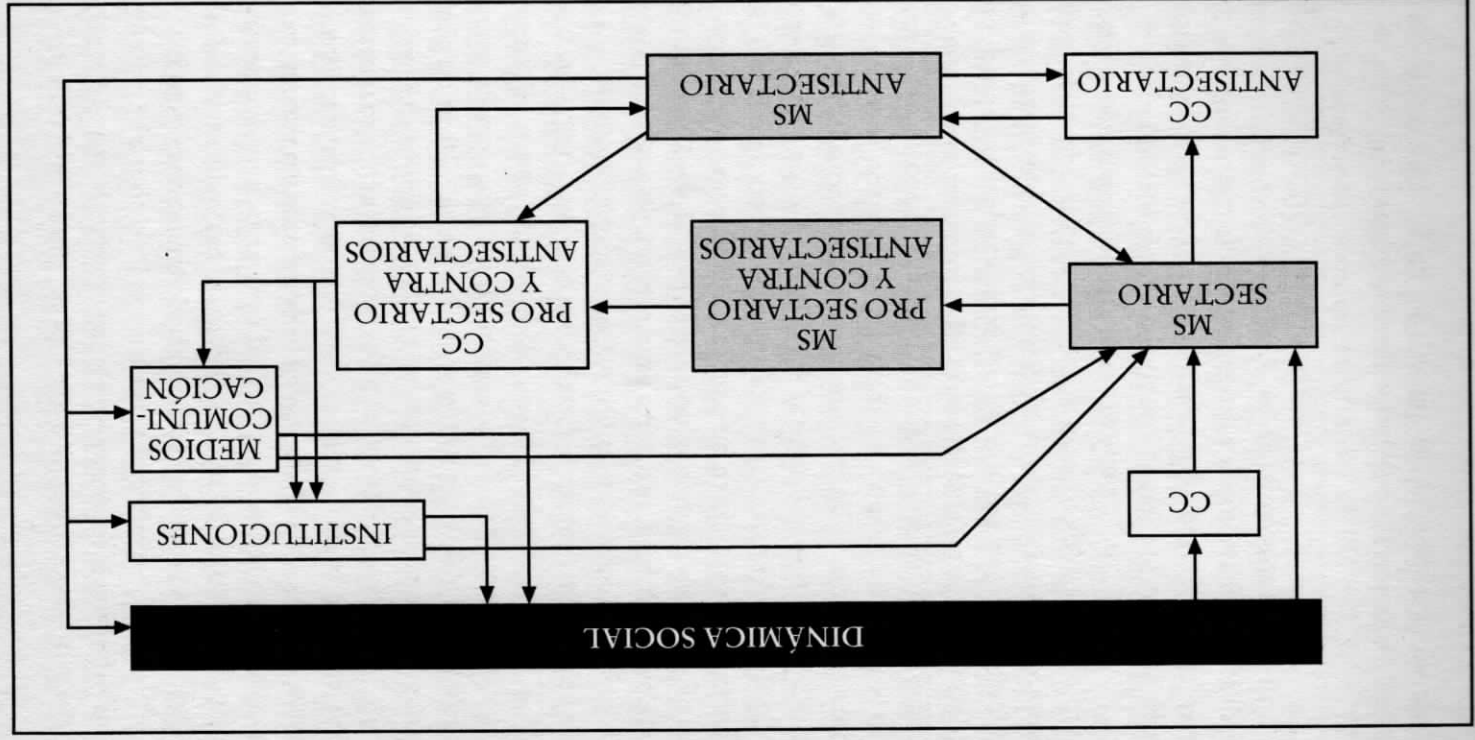 DINÁMICA SOCIAL
CC
INSTITUCIONES
MEDIOS
COMUNI-
CACIÓN
MS
SECTARIO
MS
PRO SECTARIO
Y CONTRA
ANTISECTARIOS
CC
PRO SECTARIO
Y CONTRA
ANTISECTARIOS
CC
ANTISECTARIO
MS
ANTISECTARIO